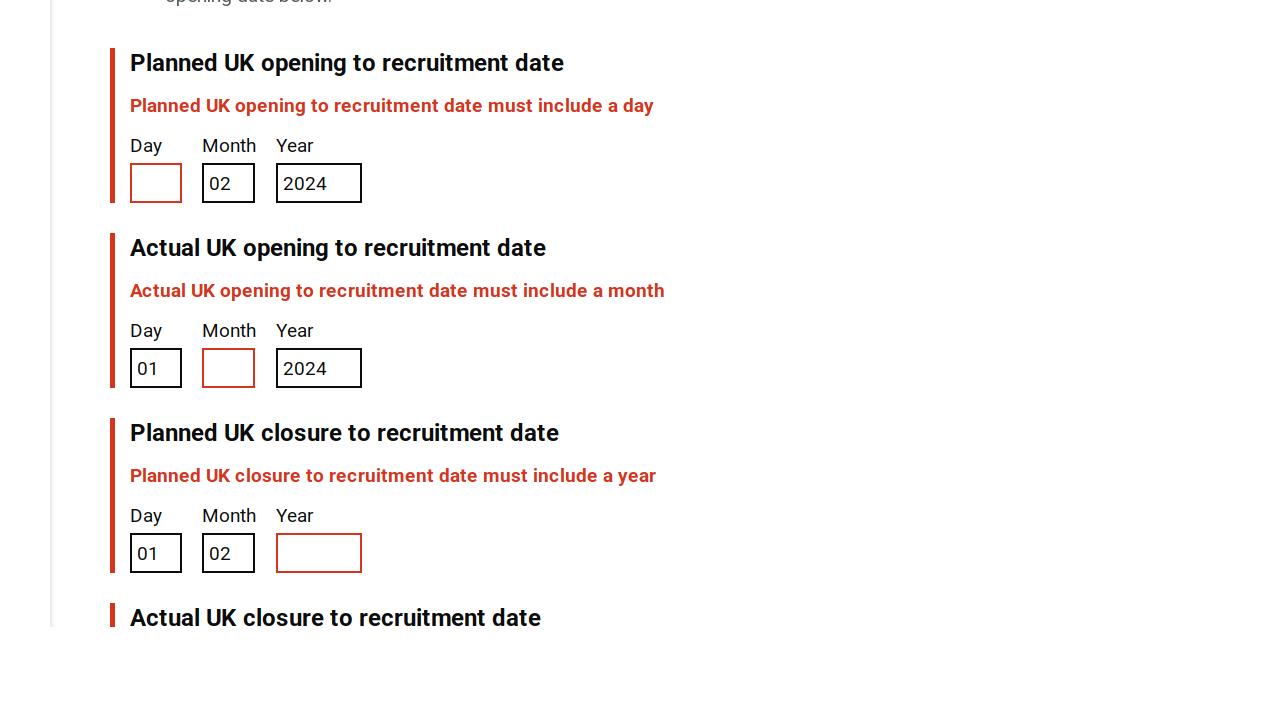 opening date below.
Planned UK opening to recruitment date
Planned UK opening to recruitment date must include a day
Day Month Year
02 2024
Actual UK opening to recruitment date
Actual UK opening to recruitment date must include a month
Day Month Year
01 2024
Planned UK closure to recruitment date
Planned UK closure to recruitment date must include a year
Day Month Year
01 02
Actual UK closure to recruitment date